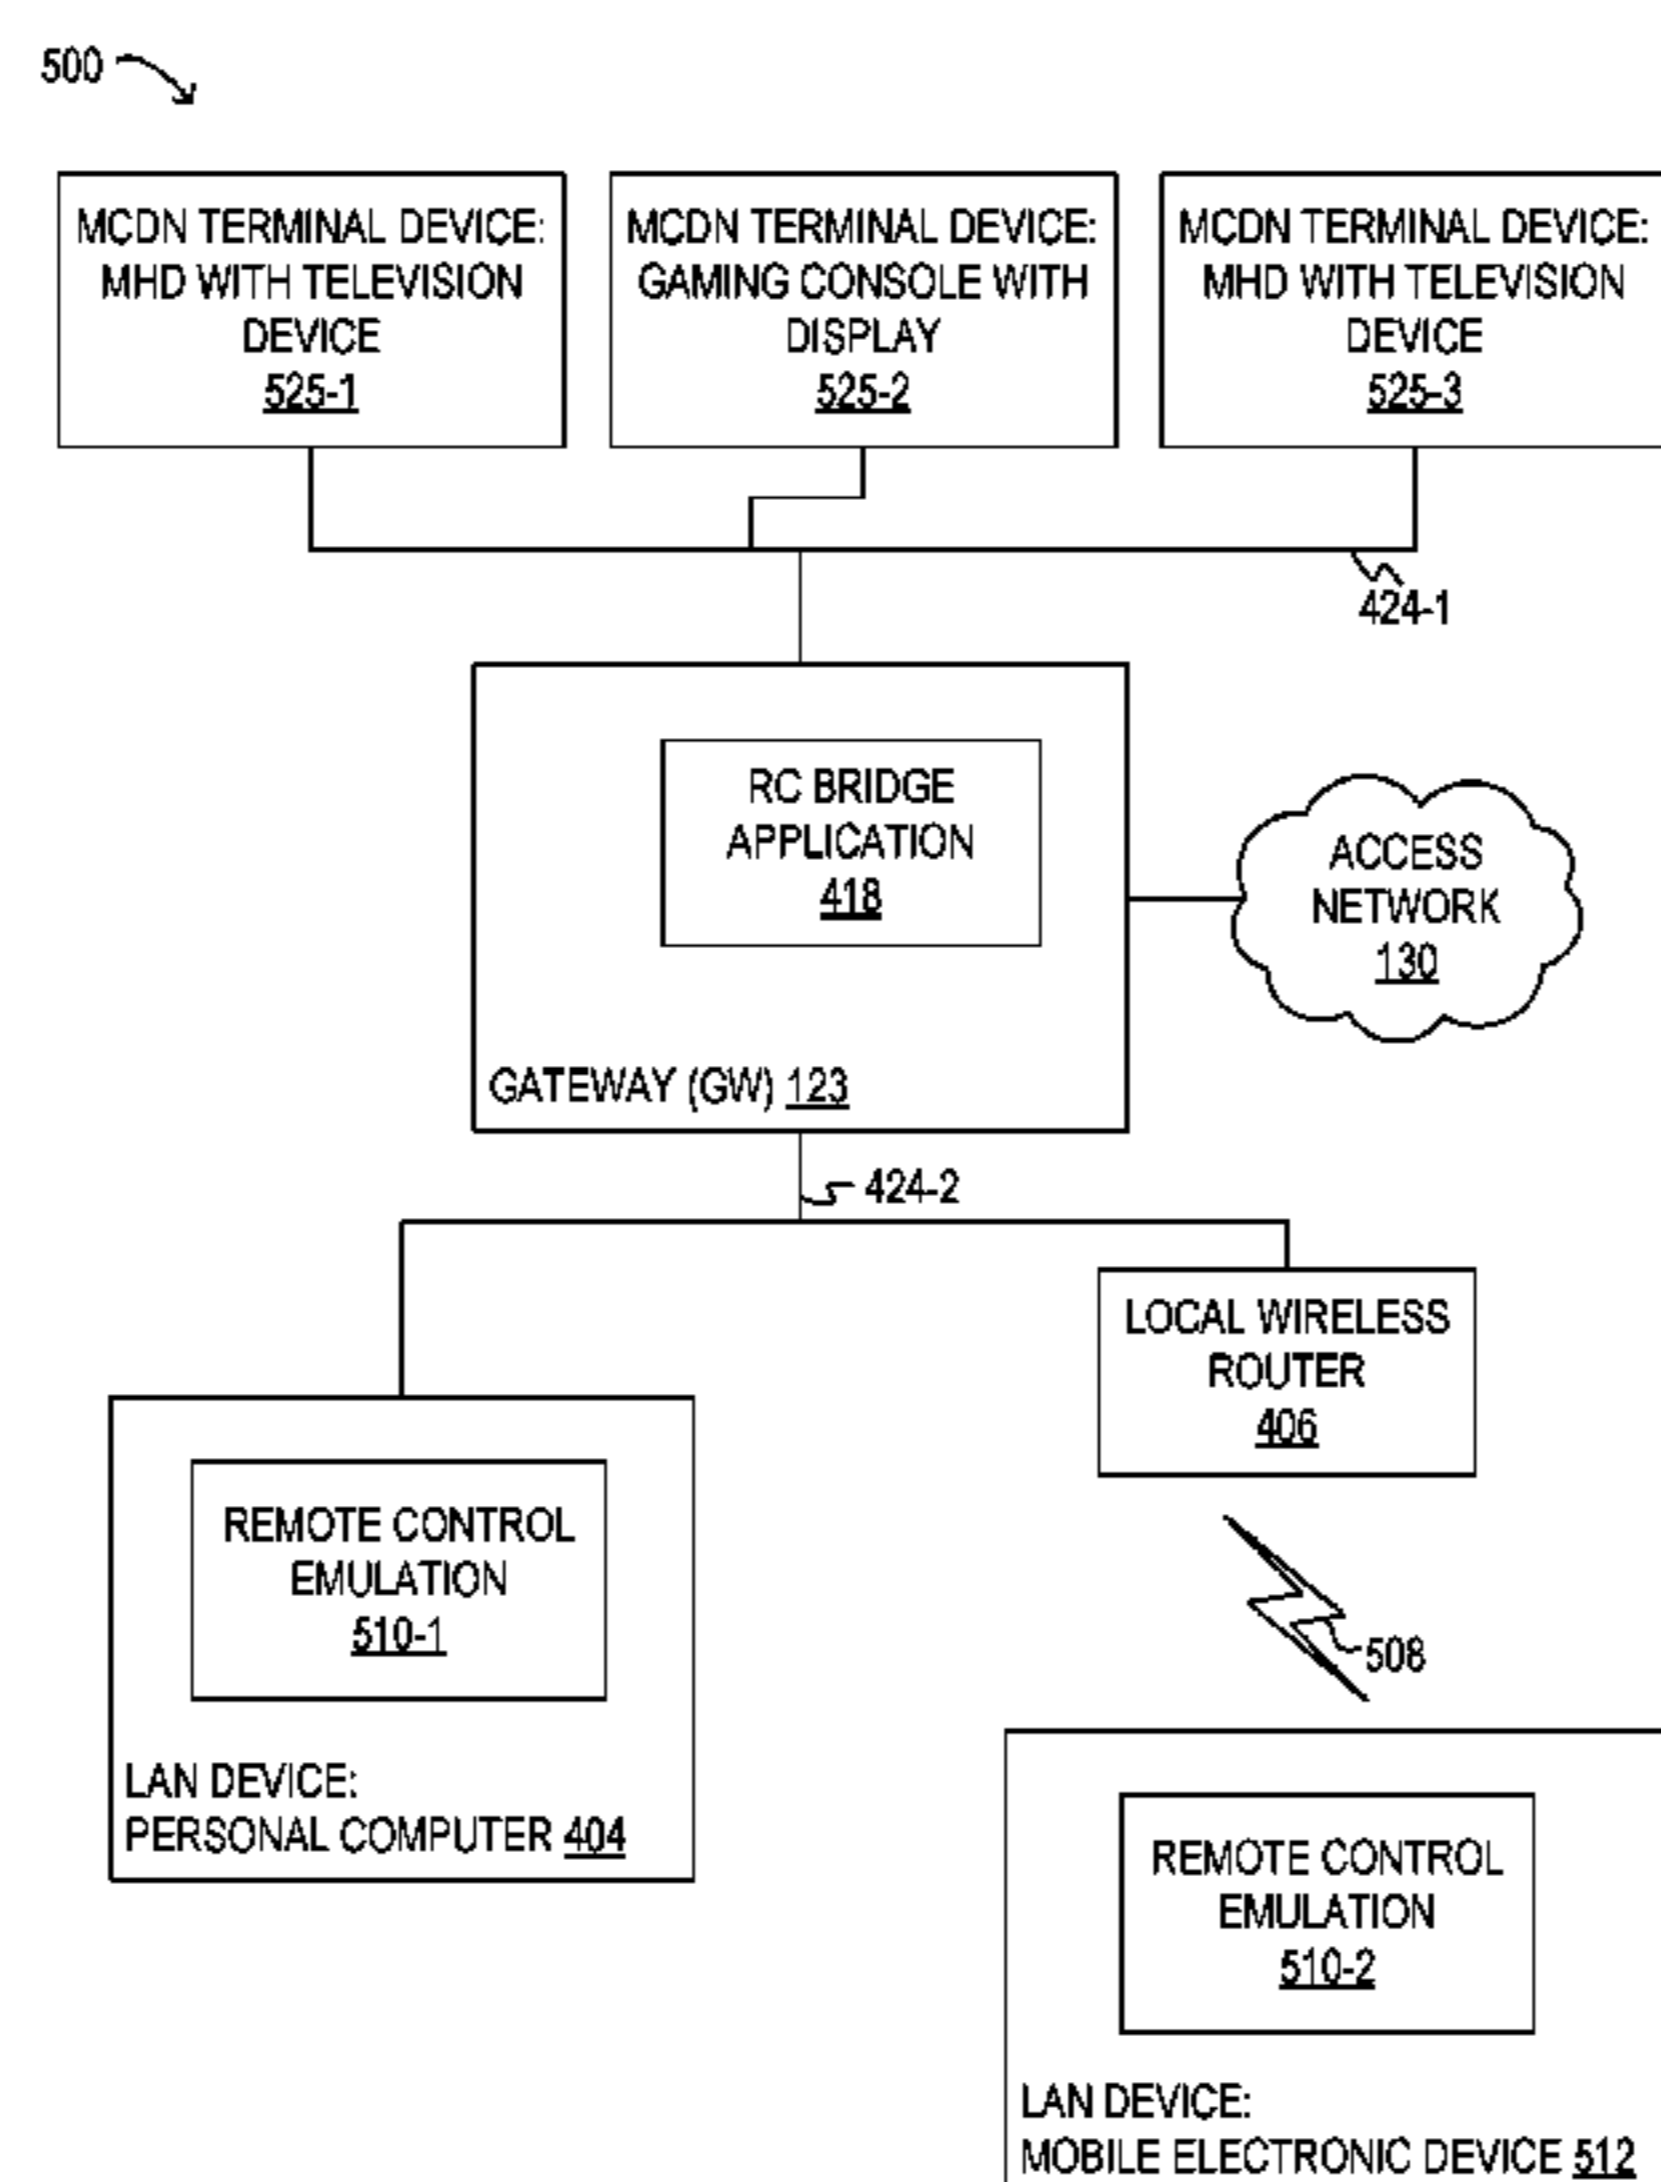 500
MCDN TERMINAL DEVICE:
MHD WITH TELEVISION
DEVICE
525-1
MCDN TERMINAL DEVICE:
GAMING CONSOLE WITH
DISPLAY
525-2
MCDN TERMINAL DEVICE:
MHD WITH TELEVISION
DEVICE
525-3
424-1
RC BRIDGE
APPLICATION
418
GATEWAY (GW) 123
ACCESS
NETWORK
130
424-2
LOCAL WIRELESS
ROUTER
406
REMOTE CONTROL
EMULATION
510-1
LAN DEVICE:
PERSONAL COMPUTER 404
508
REMOTE CONTROL
EMULATION
510-2
LAN DEVICE:
MOBILE ELECTRONIC DEVICE 512